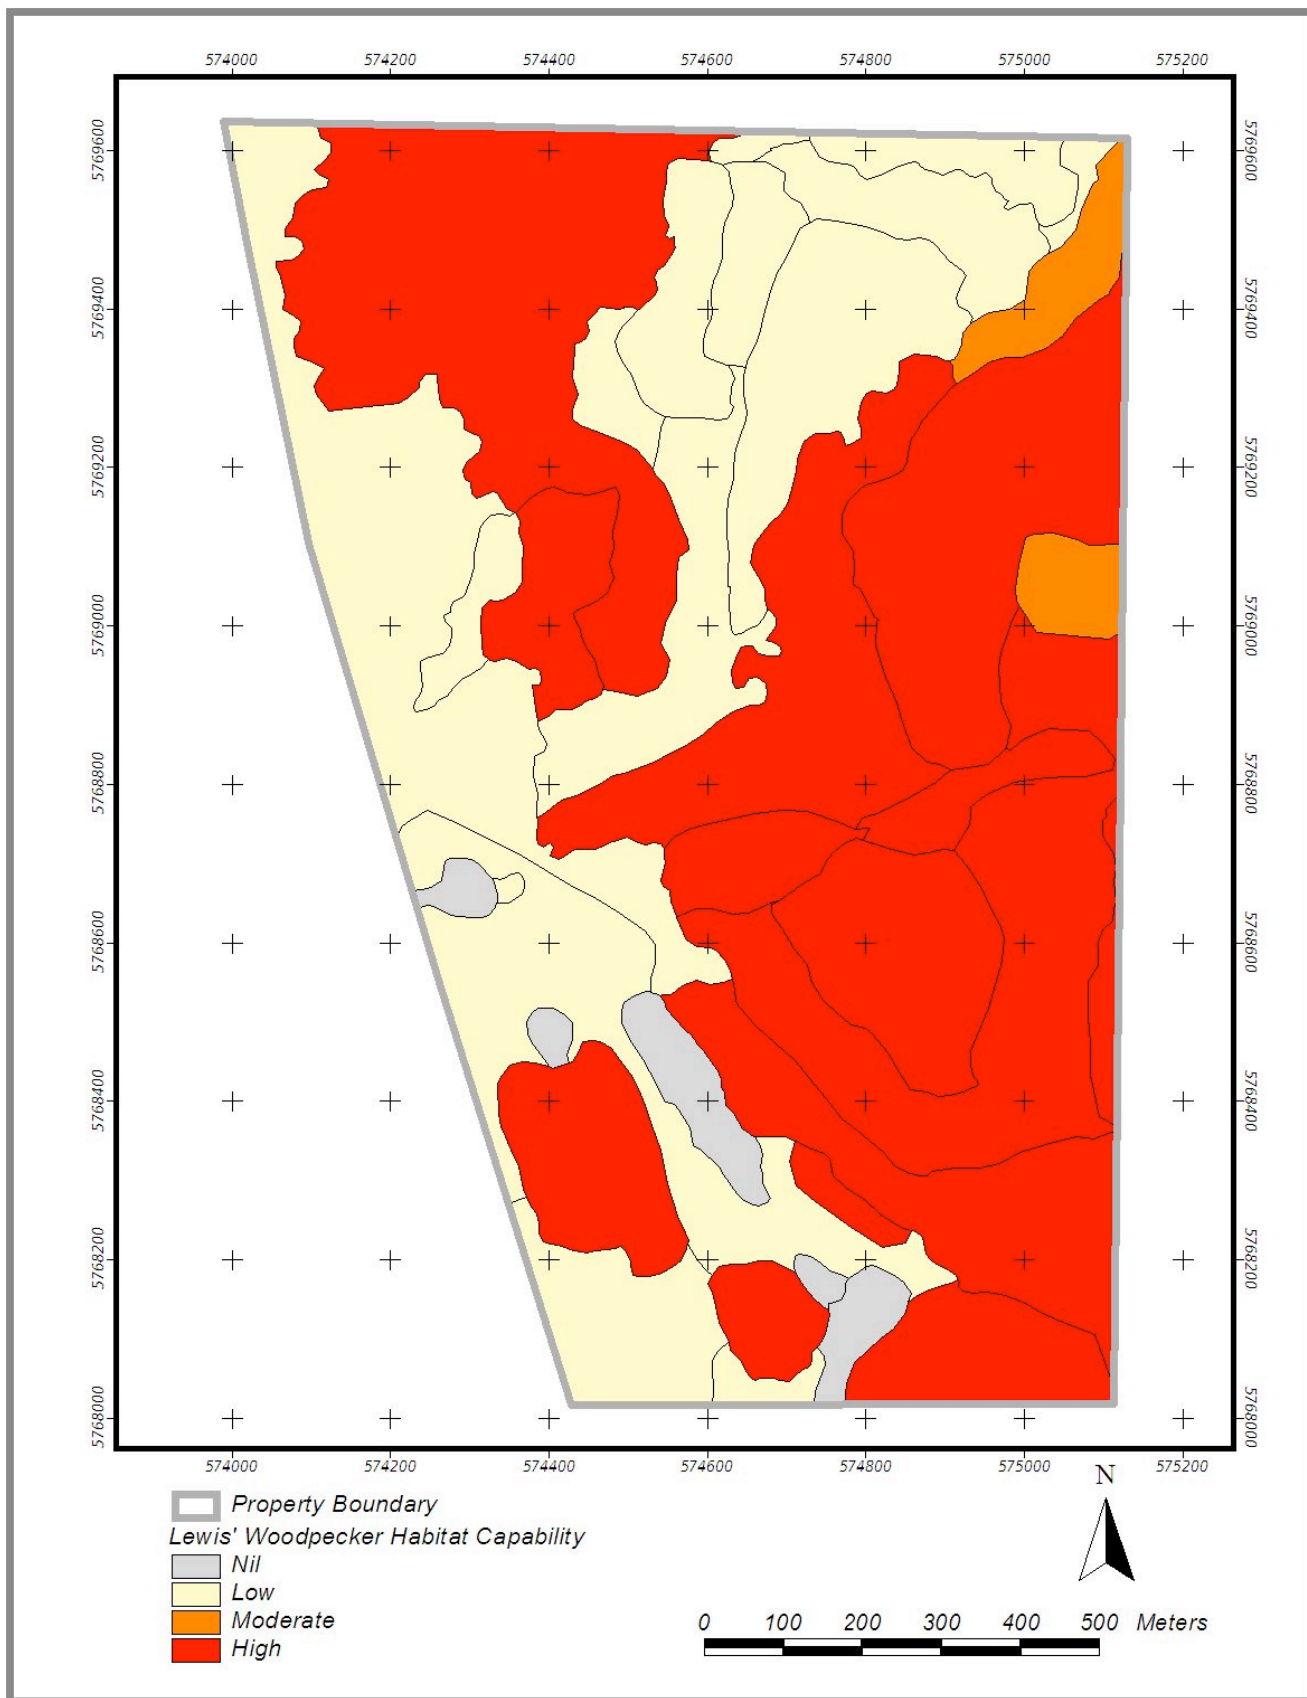 574000 574200 574400 574600 574800 575000 575200
5769600 5769600
5769400 5769400
5769200 5769200
5769000 5769000
5768800 5768800
5768600 5768600
5768400 5768400
5768200 5768200
5768000 5768000
574000 574200 574400 574600 574800 575000 575200
N
Property Boundary
Lewis' Woodpecker Habitat Capability
Nil
Low
Moderate
High
0 100 200 300 400 500 Meters